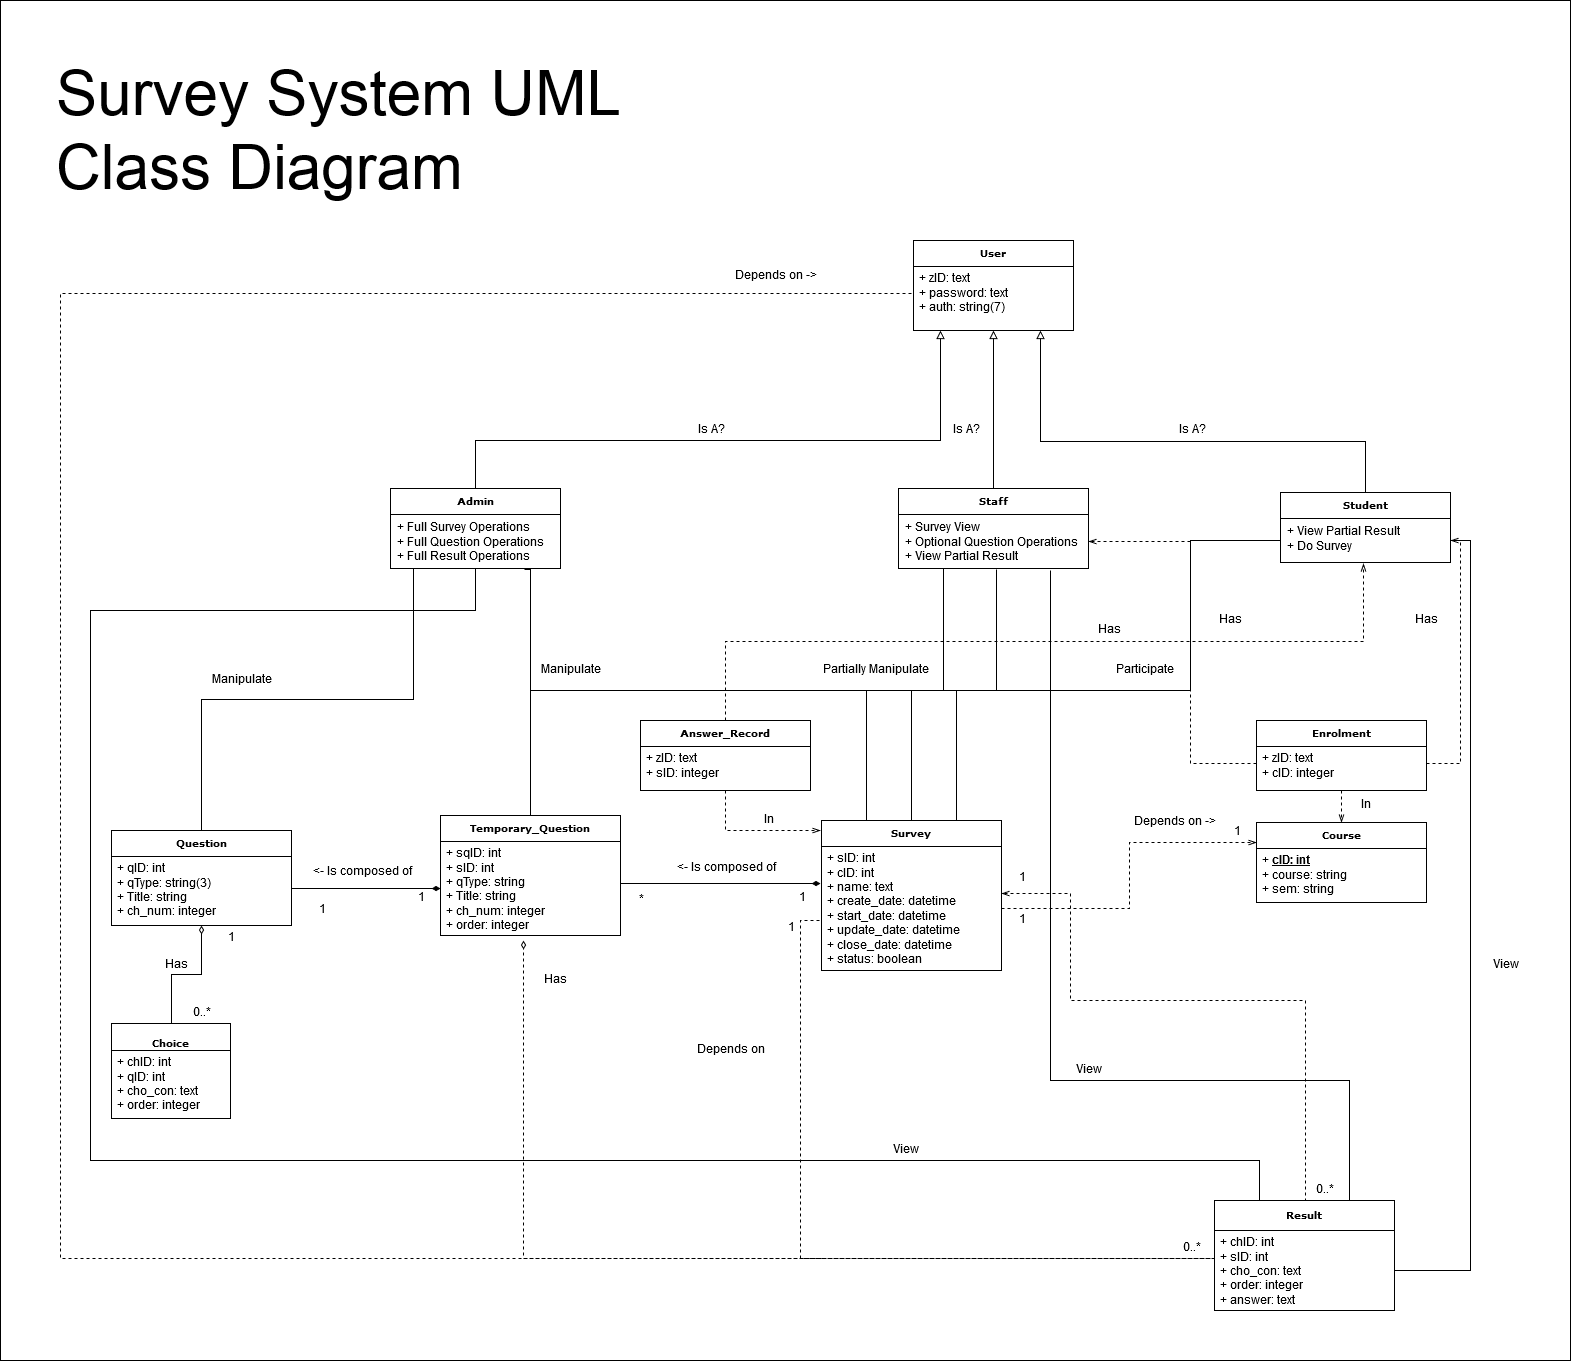 Survey System UML
Class Diagram
User
+ zID: text
+ password: text
+ auth: string(7)
Depends on ->
Is A?
Is A?
Is A?
Admin
+ Full Survey Operations
+ Full Question Operations
+ Full Result Operations
Staff
+ Survey View
+ Optional Question Operations
+ View Partial Result
Student
+ View Partial Result
+ Do Survey
Has
Has
Has
Manipulate
Manipulate
Partially Manipulate
Participate
Answer_Record
+ zID: text
+ sID: integer
Enrolment
+ zID: text
+ cID: integer
In
In
Depends on ->
1
Question
+ qID: int
+ qType: string(3)
+ Title: string
+ ch_num: integer
<- Is composed of
1
1
Temporary_Question
+ sqID: int
+ sID: int
+ qType: string
+ Title: string
+ ch_num: integer
+ order: integer
<- Is composed of
*
1
Survey
+ sID: int
+ cID: int
+ name: text
+ create_date: datetime
+ start_date: datetime
+ update_date: datetime
+ close_date: datetime
+ status: boolean
1
1
1
Course
+ cID: int
+ course: string
+ sem: string
1
Has
0..*
Has
View
Choice
+ chID: int
+ qID: int
+ cho_con: text
+ order: integer
Depends on
View
View
0..*
0..*
Result
+ chID: int
+ sID: int
+ cho_con: text
+ order: integer
+ answer: text